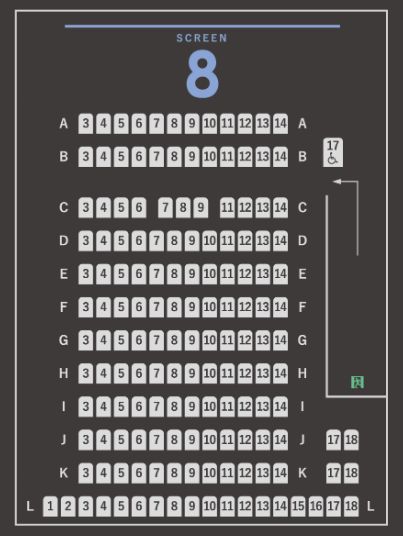 SCREEN
8
A 3 4 5 6 7 8 9 10 11 12 13 14 A
B 3 4 5 6 7 8 9 10 11 12 13 14 B 17
C 3 4 5 6 7 8 9 11 12 13 14 C
D 3 4 5 6 7 8 9 10 11 12 13 14 D
E 3 4 5 6 7 8 9 10 11 12 13 14 E
F 3 4 5 6 7 8 9 10 11 12 13 14 F
G 3 4 5 6 7 8 9 10 11 12 13 14 G
H 3 4 5 6 7 8 9 10 11 12 13 14 H
I 3 4 5 6 7 8 9 10 11 12 13 14 I
J 3 4 5 6 7 8 9 10 11 12 13 14 J 17 18
K 3 4 5 6 7 8 9 10 11 12 13 14 K 17 18
L 1 2 3 4 5 6 7 8 9 10 11 12 13 14 15 16 17 18 L